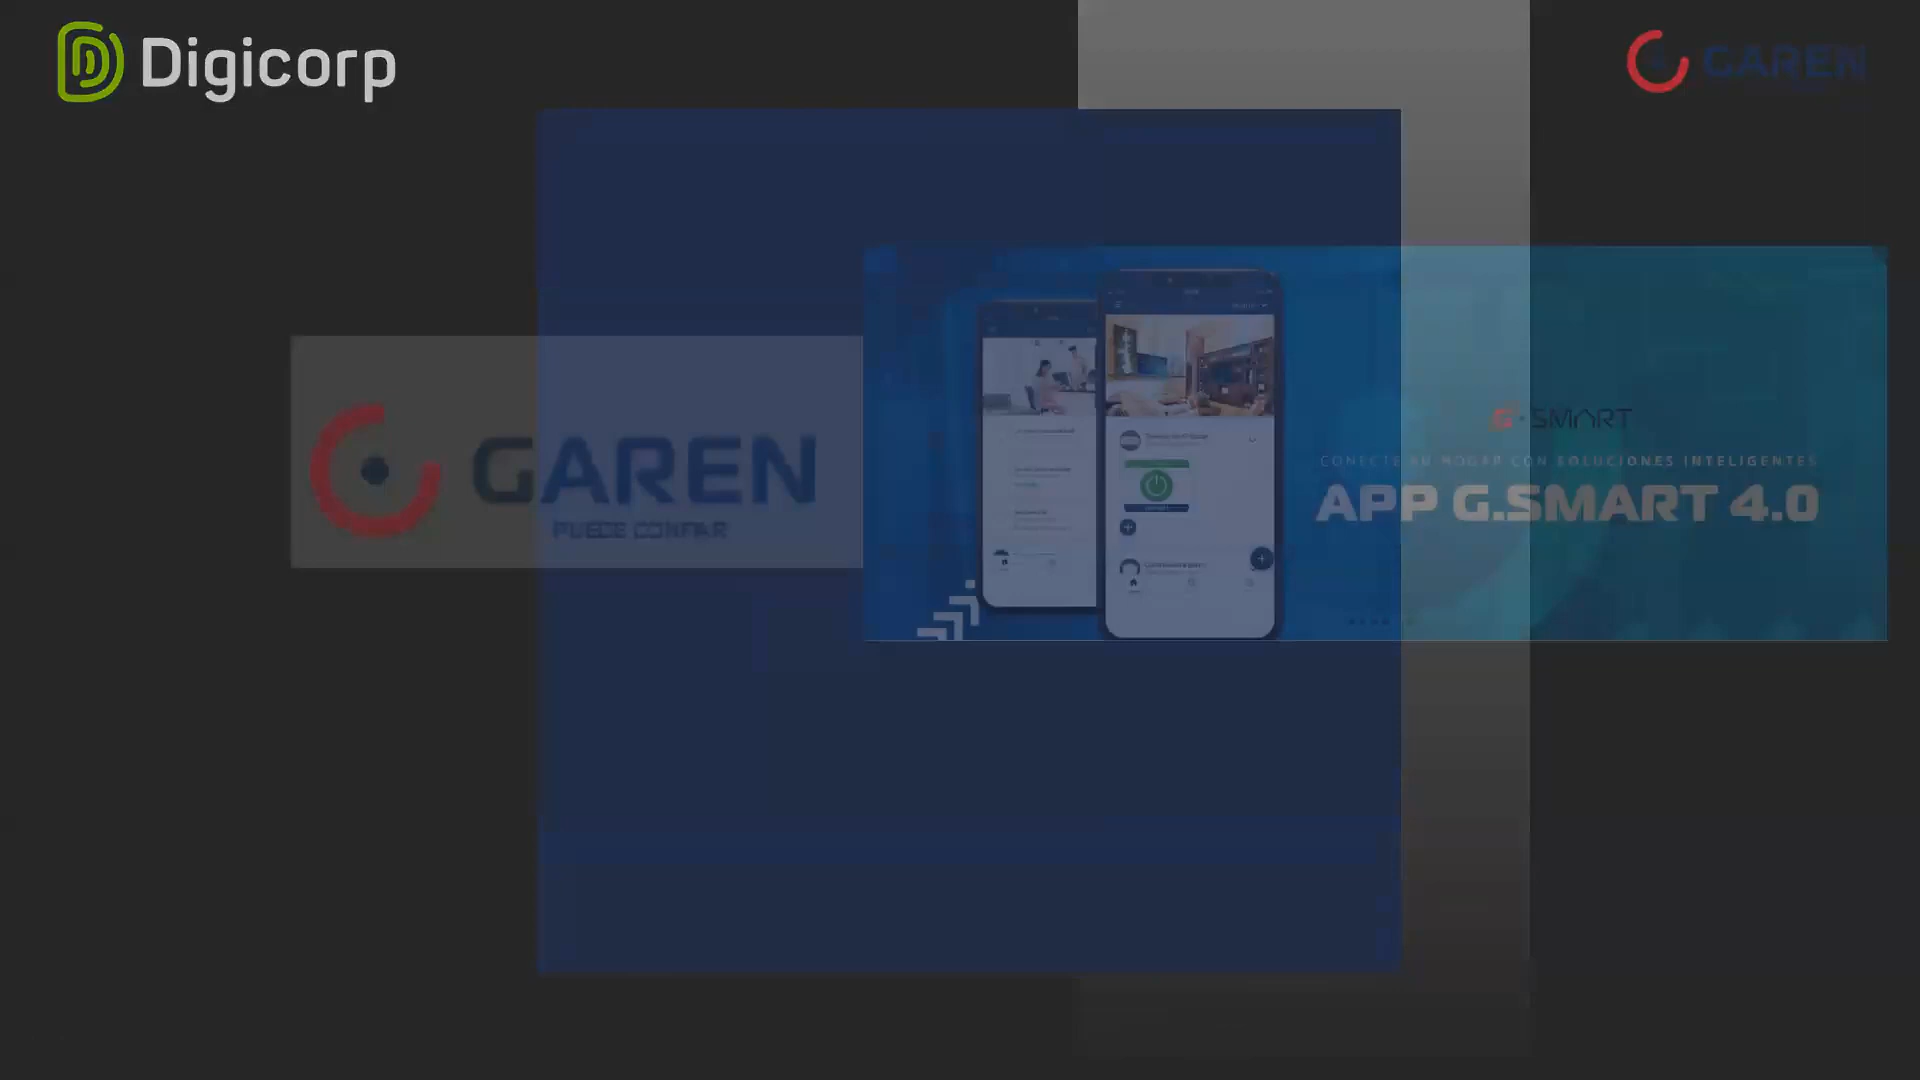 Digicorp
GAREN
GAREN
PUEDE CONFIAR
G·SMART
CONECTE SU HOGAR CON SOLUCIONES INTELIGENTES
APP G.SMART 4.0